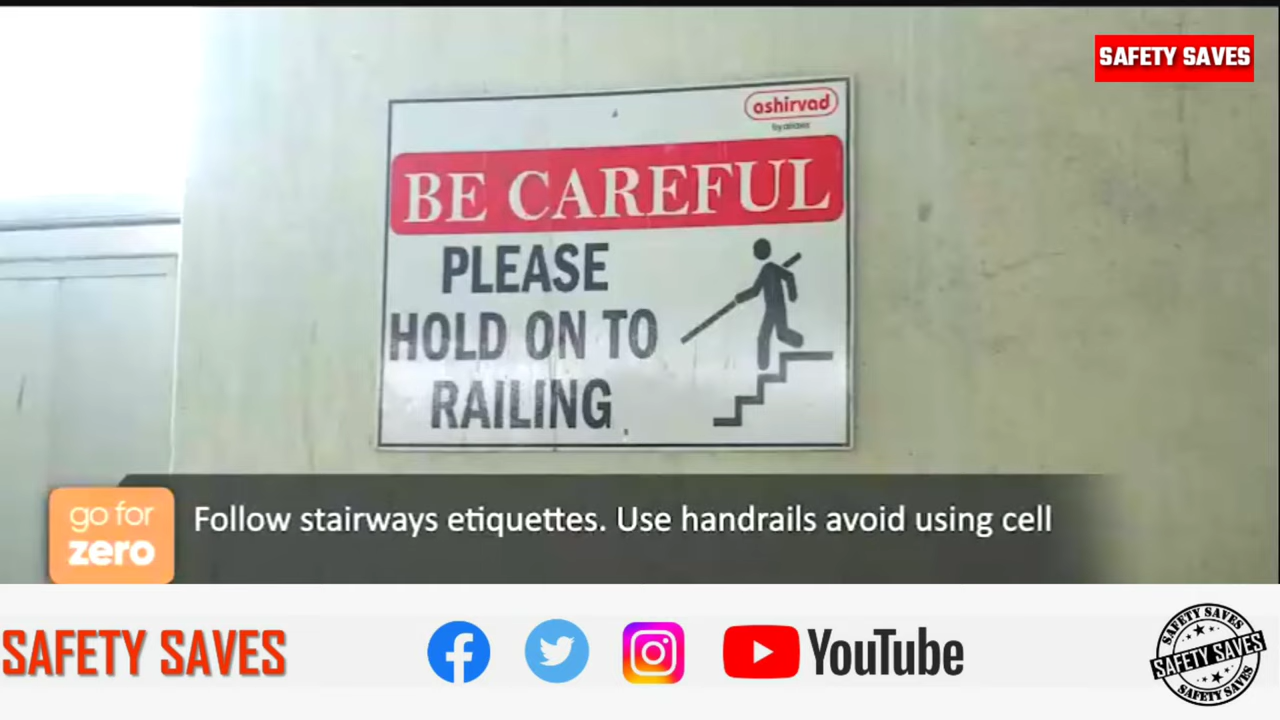 SAFETY SAVES
ashirvad
by aliaxis
BE CAREFUL
PLEASE
HOLD ON TO
RAILING
go for
zero
Follow stairways etiquettes. Use handrails avoid using cell
SAFETY SAVES
YouTube
SAFETY SAVES
SAFETY SAVES
SAFETY SAVES